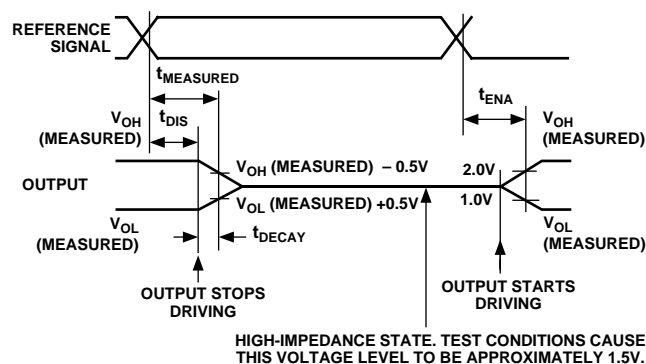 REFERENCE
SIGNAL
tMEASURED
tDIS
tENA
VOH
(MEASURED)
VOH
(MEASURED)
VOH (MEASURED) – 0.5V
2.0V
OUTPUT
VOL (MEASURED) +0.5V
1.0V
VOL
(MEASURED)
tDECAY
VOL
(MEASURED)
OUTPUT STOPS
DRIVING
OUTPUT STARTS
DRIVING
HIGH-IMPEDANCE STATE. TEST CONDITIONS CAUSE
THIS VOLTAGE LEVEL TO BE APPROXIMATELY 1.5V.